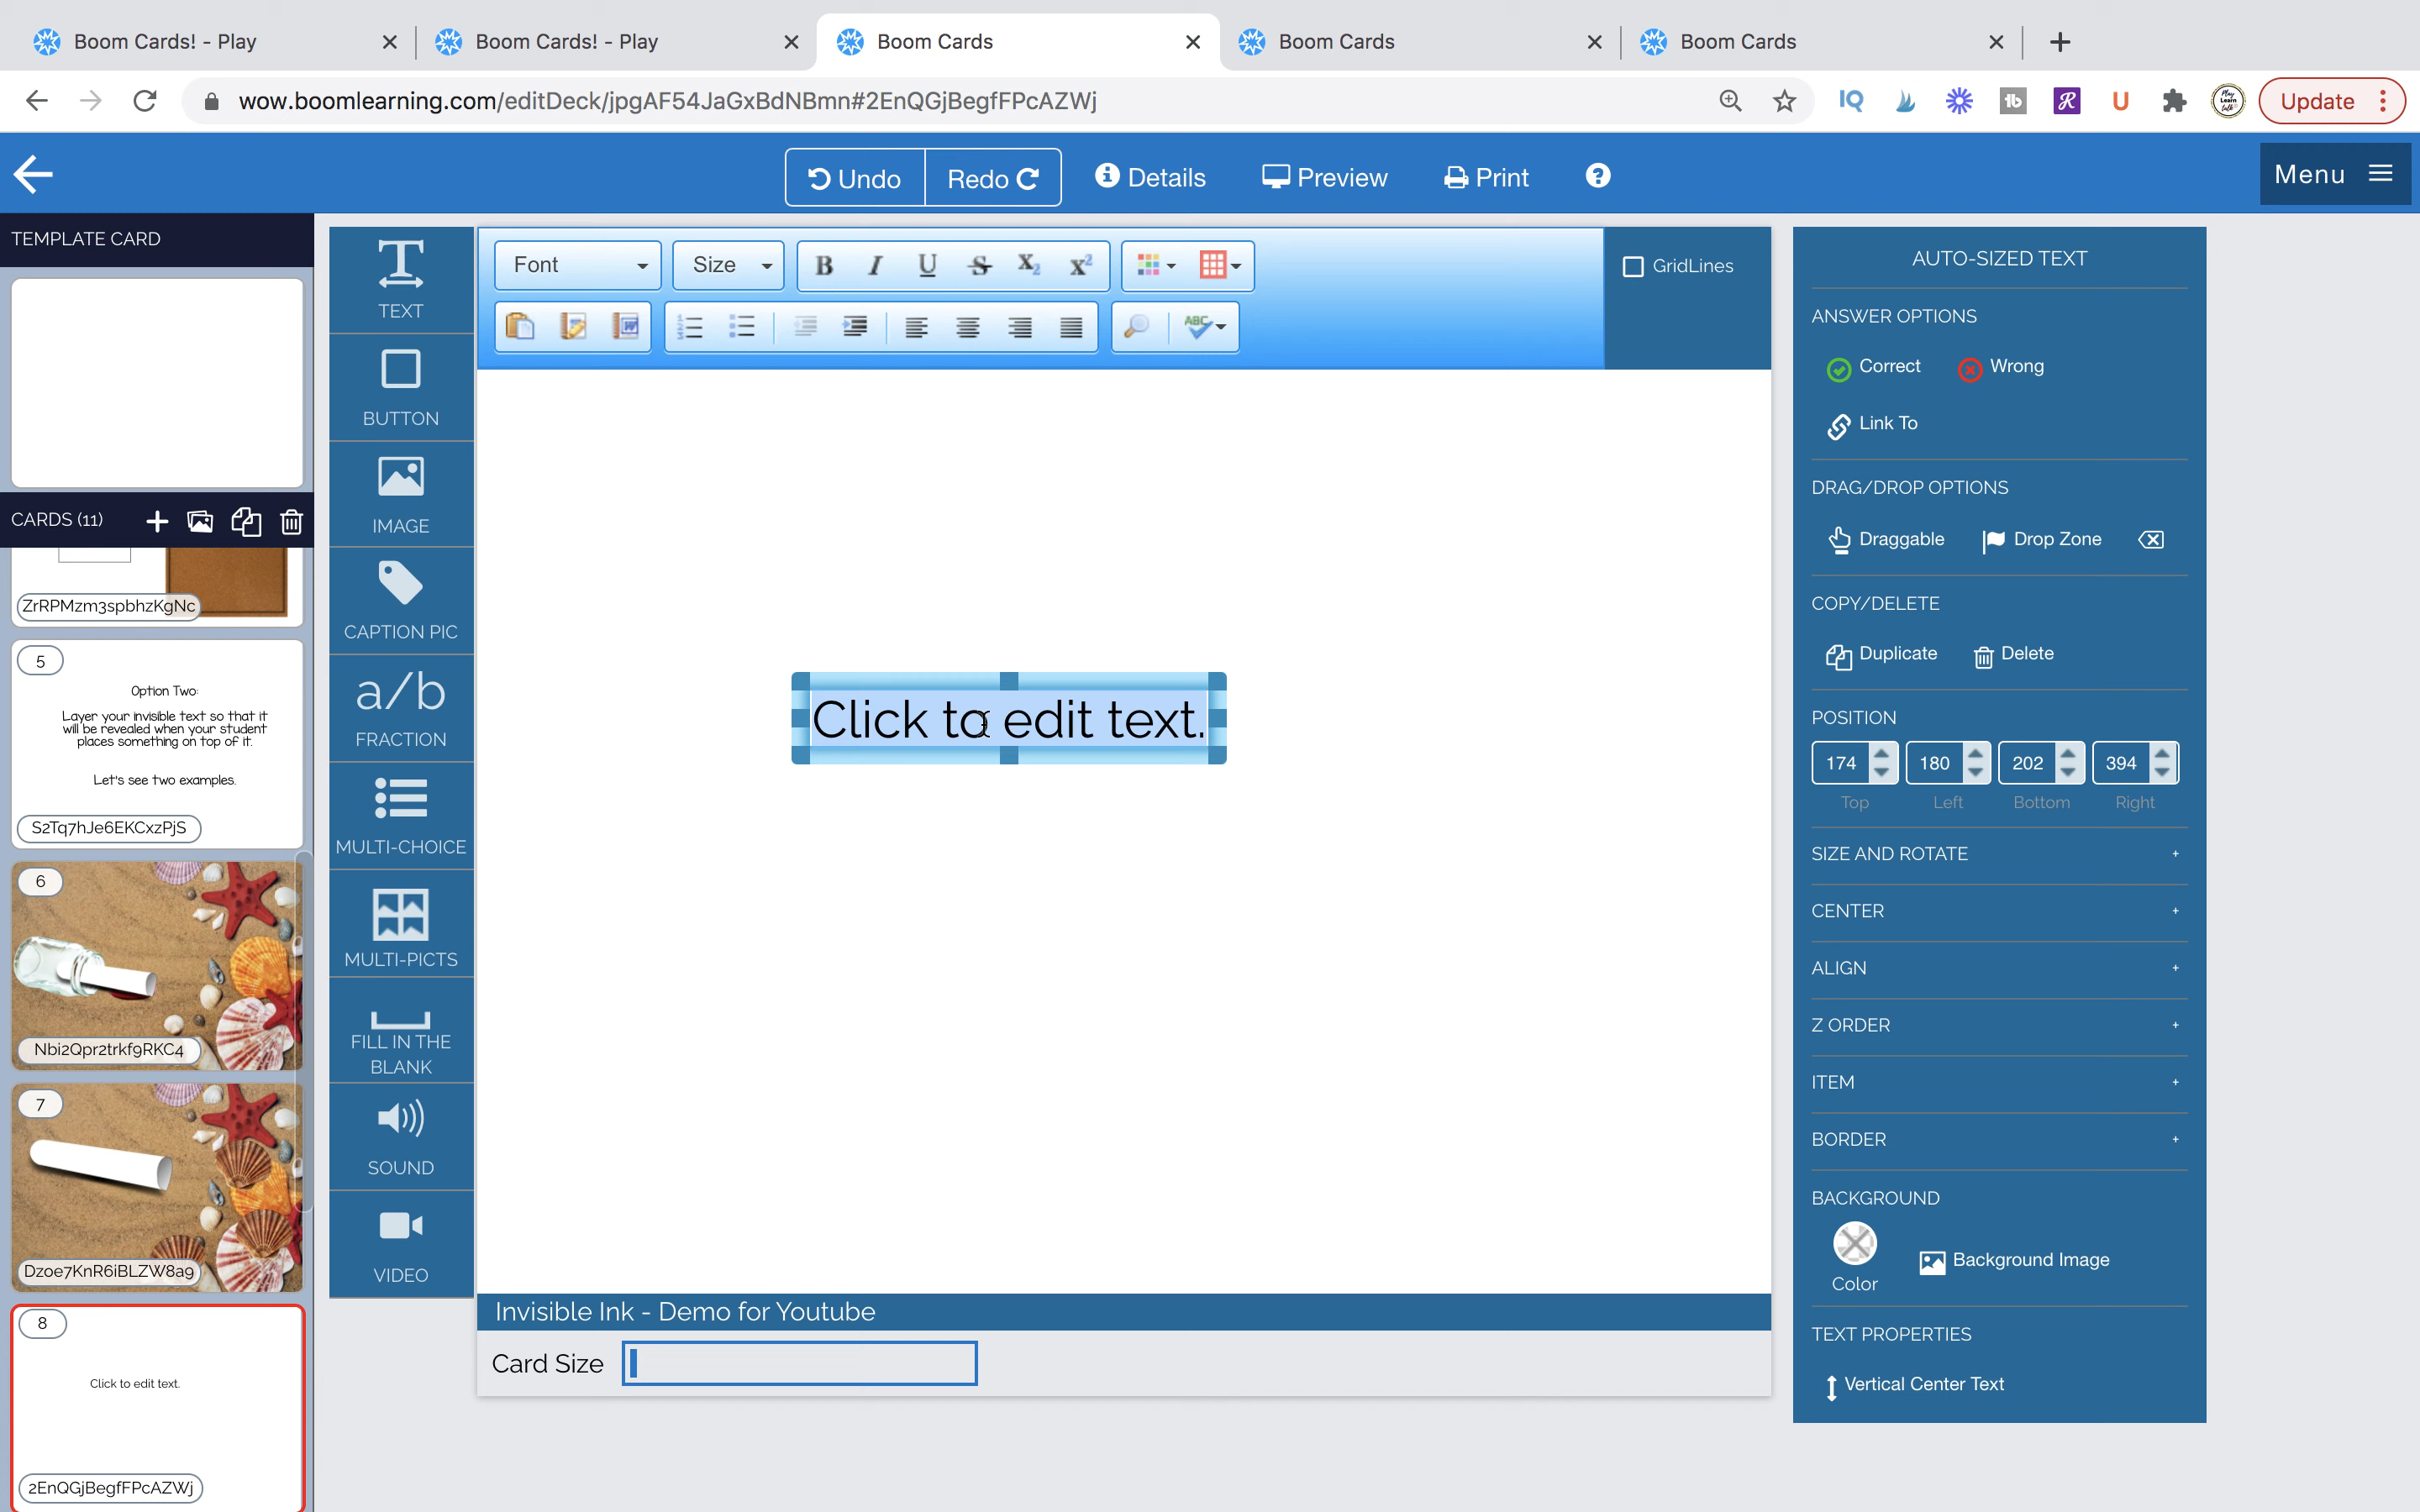 Boom Cards! - Play
Boom Cards! - Play
Boom Cards
Boom Cards
Boom Cards
wow.boomlearning.com/editDeck/jpgAF54JaGxBdNBmn#2EnQGjBegfFPcAZWj
IQ
tb
R
U
Update
Undo
Redo
Details
Preview
Print
?
Menu
TEMPLATE CARD
CARDS (11)
ZrRPMzm3spbhzKgNc
5
Option Two:
Layer your invisible text so that it
will be revealed when your student
places something on top of it.
Let's see two examples.
S2Tq7hJe6EKCxzPjS
6
Nbi2Qpr2trkf9RKC4
7
Dzoe7KnR6iBLZW8a9
8
Click to edit text.
2EnQGjBegfFPcAZWj
TEXT
BUTTON
IMAGE
CAPTION PIC
a/b
FRACTION
MULTI-CHOICE
MULTI-PICTS
FILL IN THE
BLANK
SOUND
VIDEO
Font
Size
B I U S X₂ X²
ABC
GridLines
Click to edit text.
Invisible Ink - Demo for Youtube
Card Size
AUTO-SIZED TEXT
ANSWER OPTIONS
Correct
Wrong
Link To
DRAG/DROP OPTIONS
Draggable
Drop Zone
COPY/DELETE
Duplicate
Delete
POSITION
174 180 202 394
Top Left Bottom Right
SIZE AND ROTATE +
CENTER +
ALIGN +
Z ORDER +
ITEM +
BORDER +
BACKGROUND
Color
Background Image
TEXT PROPERTIES
Vertical Center Text